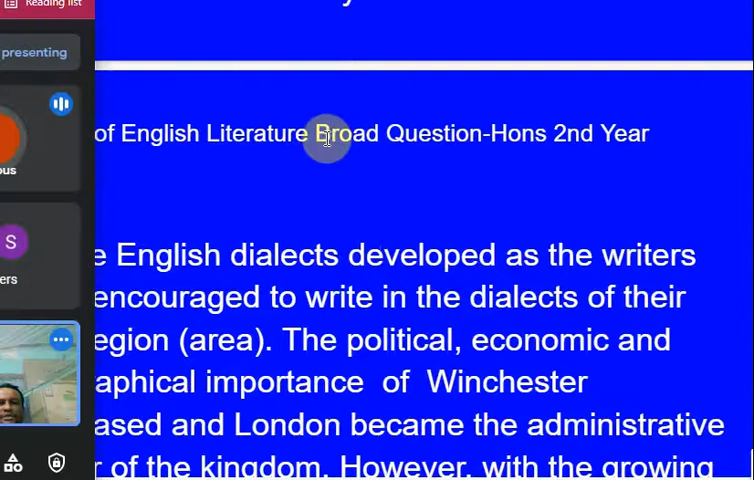 Reading list
presenting
of English Literature Broad Question-Hons 2nd Year
ous
e English dialects developed as the writers
S
encouraged to write in the dialects of their
ers
egion (area). The political, economic and
aphical importance of Winchester
ased and London became the administrative
r of the kingdom. However, with the growing